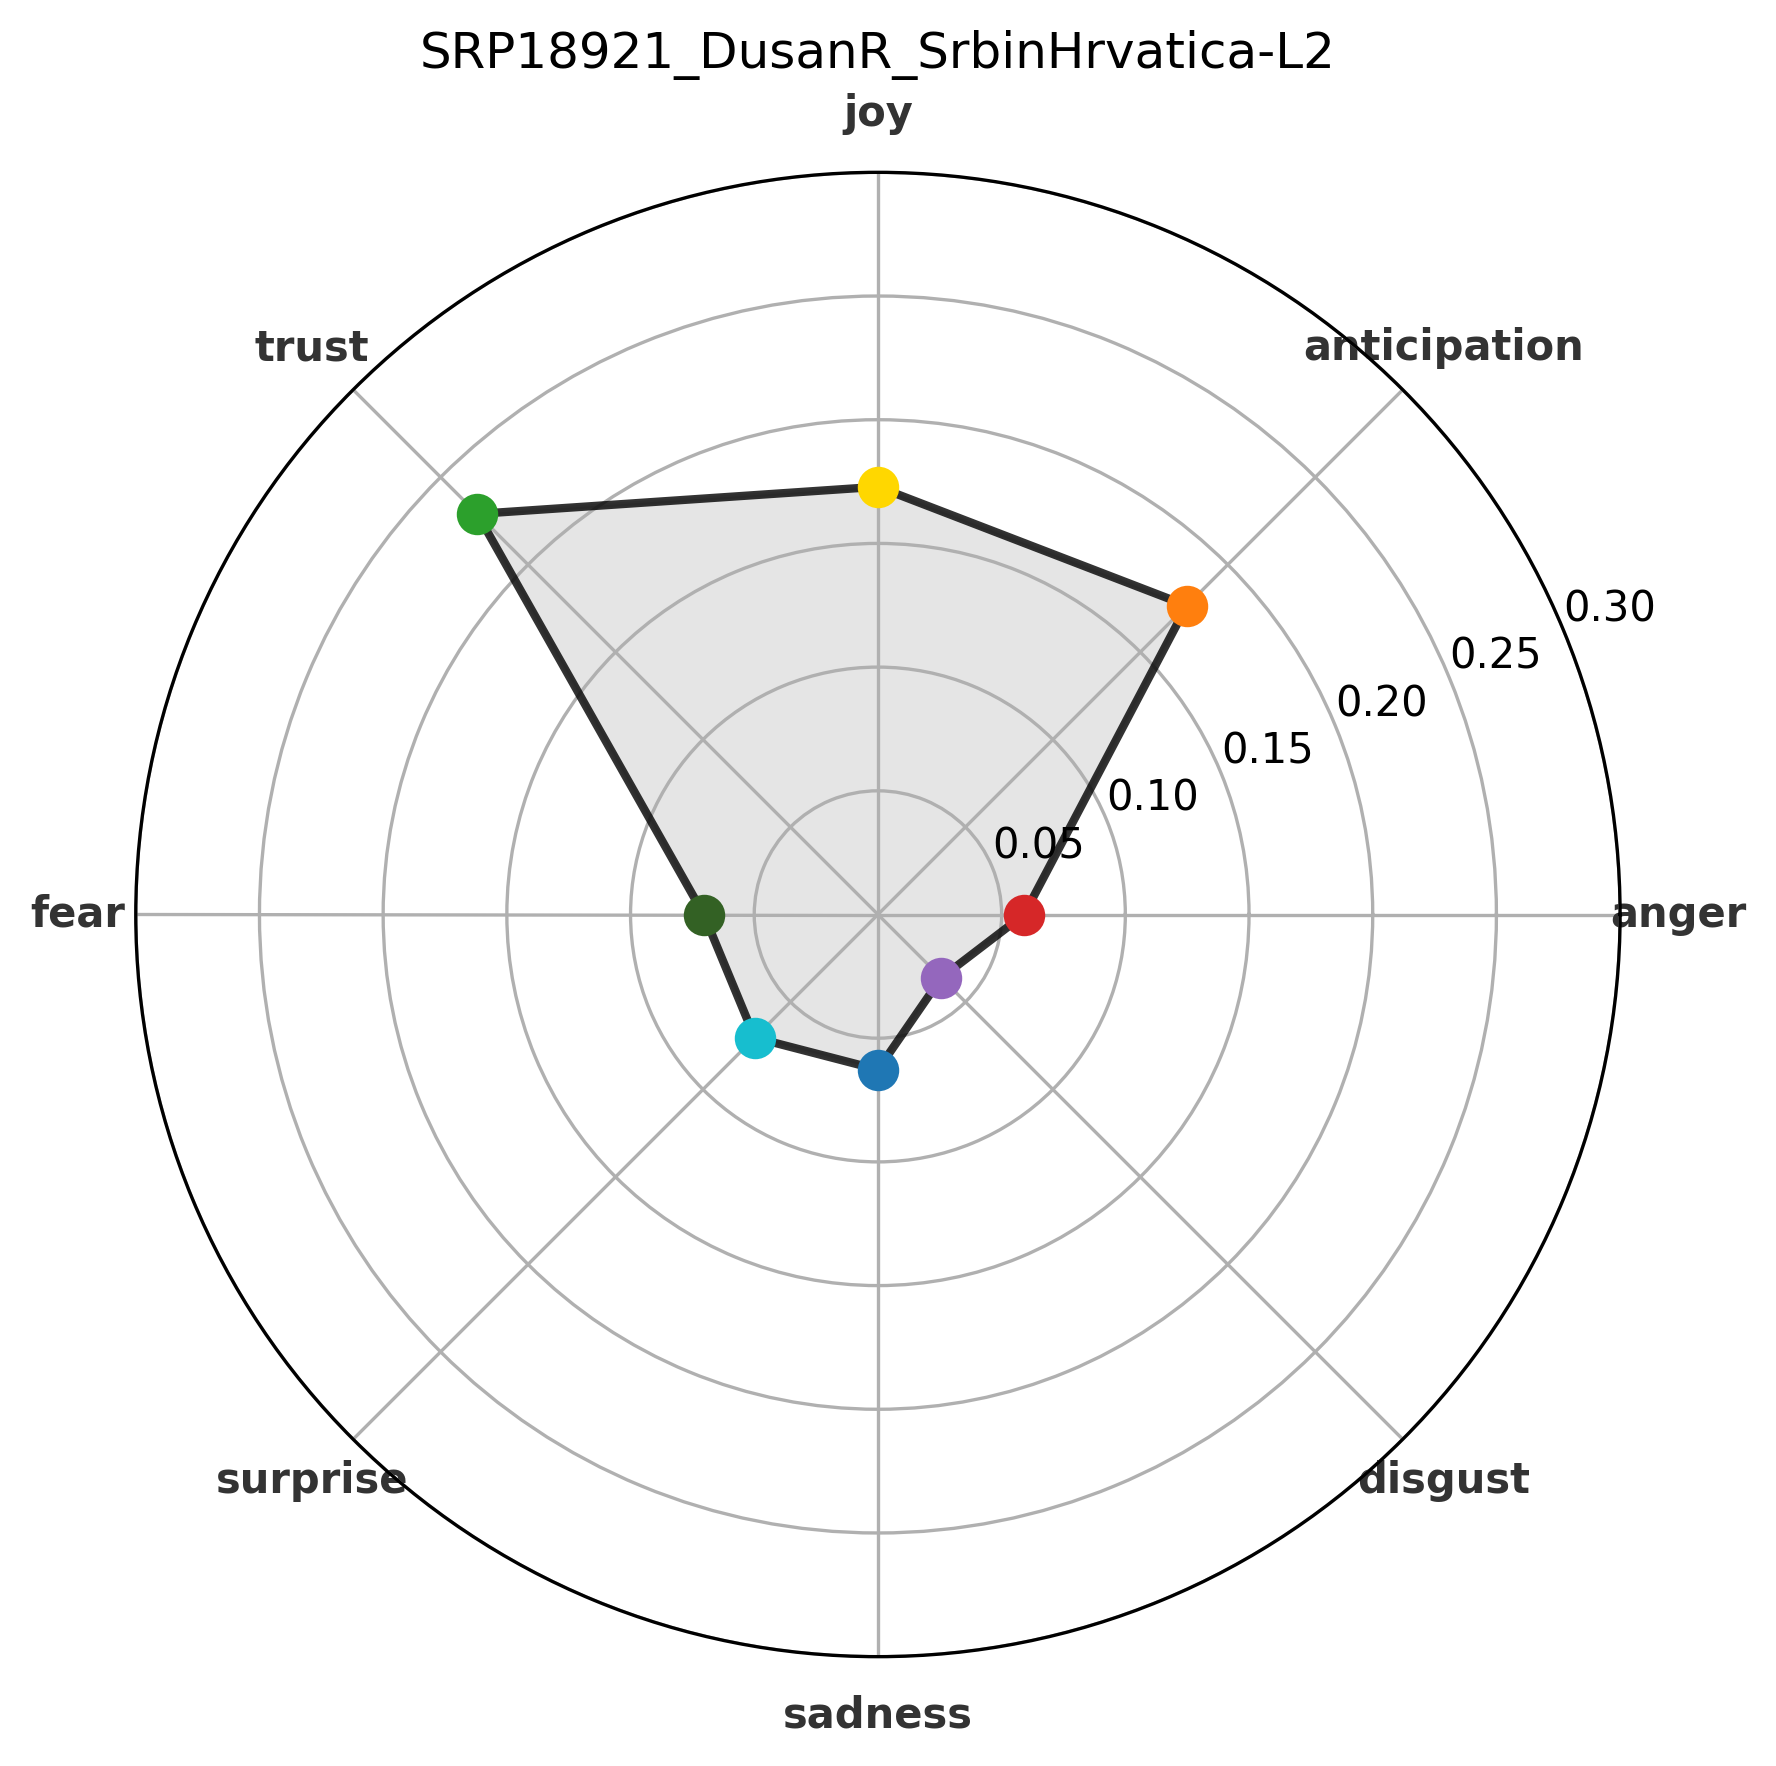 SRP18921_DusanR_SrbinHrvatica-L2
joy
trust
anticipation
0.30
0.25
0.20
0.15
0.10
0.05
fear
anger
surprise
disgust
sadness